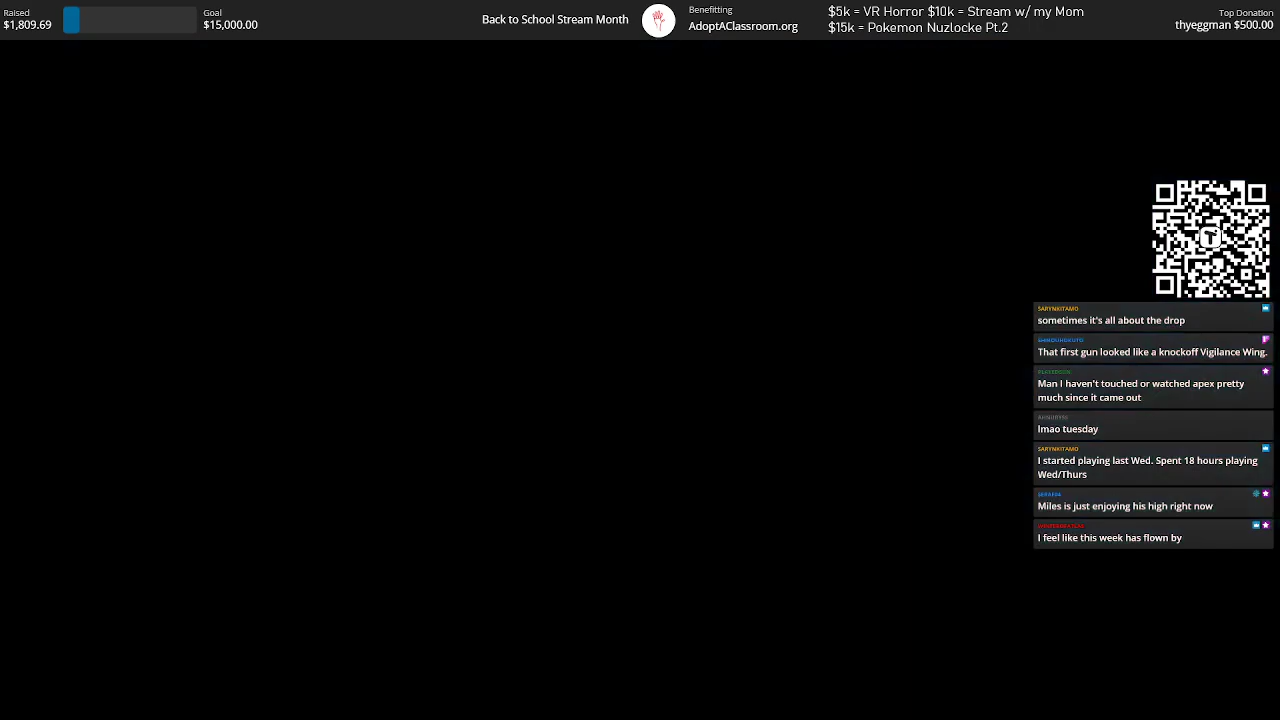 Raised
$1,809.69
Goal
$15,000.00
Back to School Stream Month
Benefitting
AdoptAClassroom.org
$5k = VR Horror $10k = Stream w/ my Mom
$15k = Pokemon Nuzlocke Pt.2
Top Donation
thyeggman $500.00
SARYNKITAMO
sometimes it's all about the drop
That first gun looked like a knockoff Vigilance Wing.
Man I haven't touched or watched apex pretty
much since it came out
lmao tuesday
SARYNKITAMO
I started playing last Wed. Spent 18 hours playing
Wed/Thurs
Miles is just enjoying his high right now
I feel like this week has flown by